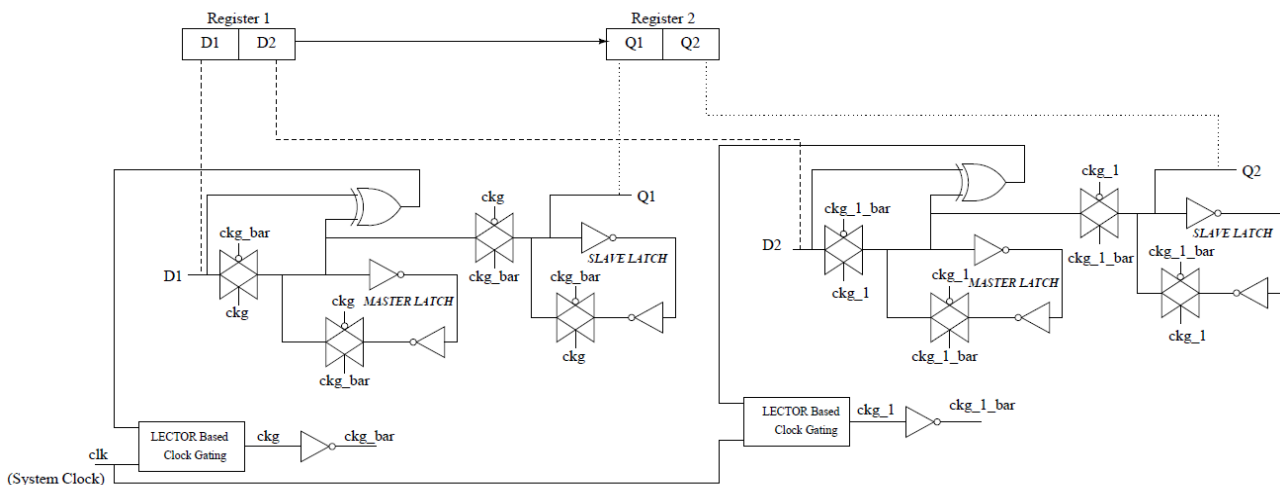 Register 1
Register 2
D1 D2
Q1 Q2
ckg_1
Q2
ckg
Q1
ckg_1_bar
SLAVE LATCH
ckg_bar
D2
ckg_1_bar
ckg_1_bar
SLAVE LATCH
D1
ckg_bar
ckg_bar
ckg_1
MASTER LATCH
ckg_1
ckg
MASTER LATCH
ckg
ckg_1
ckg
ckg_1_bar
ckg_bar
LECTOR Based
Clock Gating
ckg_1
ckg_1_bar
LECTOR Based
Clock Gating
ckg
ckg_bar
clk
(System Clock)